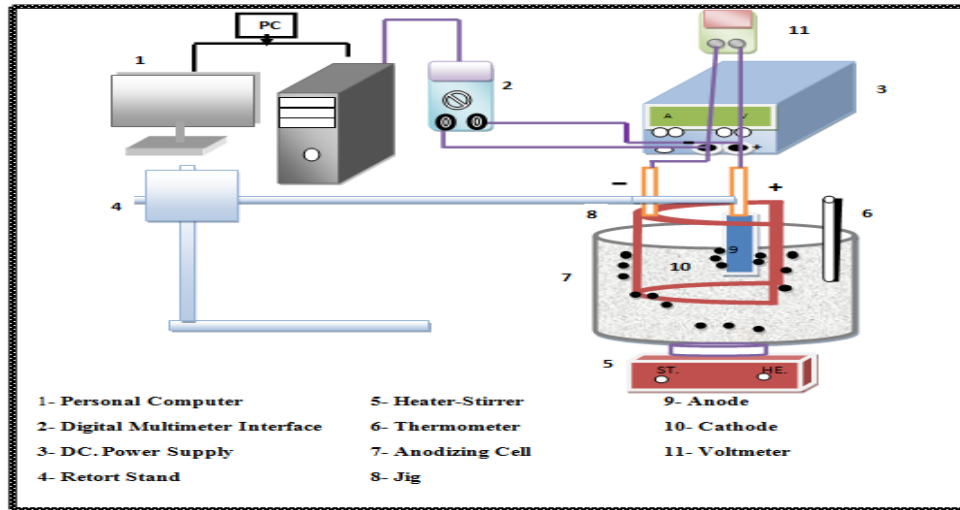 PC
11
1
2
3
A V
- +
- +
4
8
6
9
10
7
5
ST. HE.
1- Personal Computer 5- Heater-Stirrer 9- Anode
2- Digital Multimeter Interface 6- Thermometer 10- Cathode
3- DC. Power Supply 7- Anodizing Cell 11- Voltmeter
4- Retort Stand 8- Jig